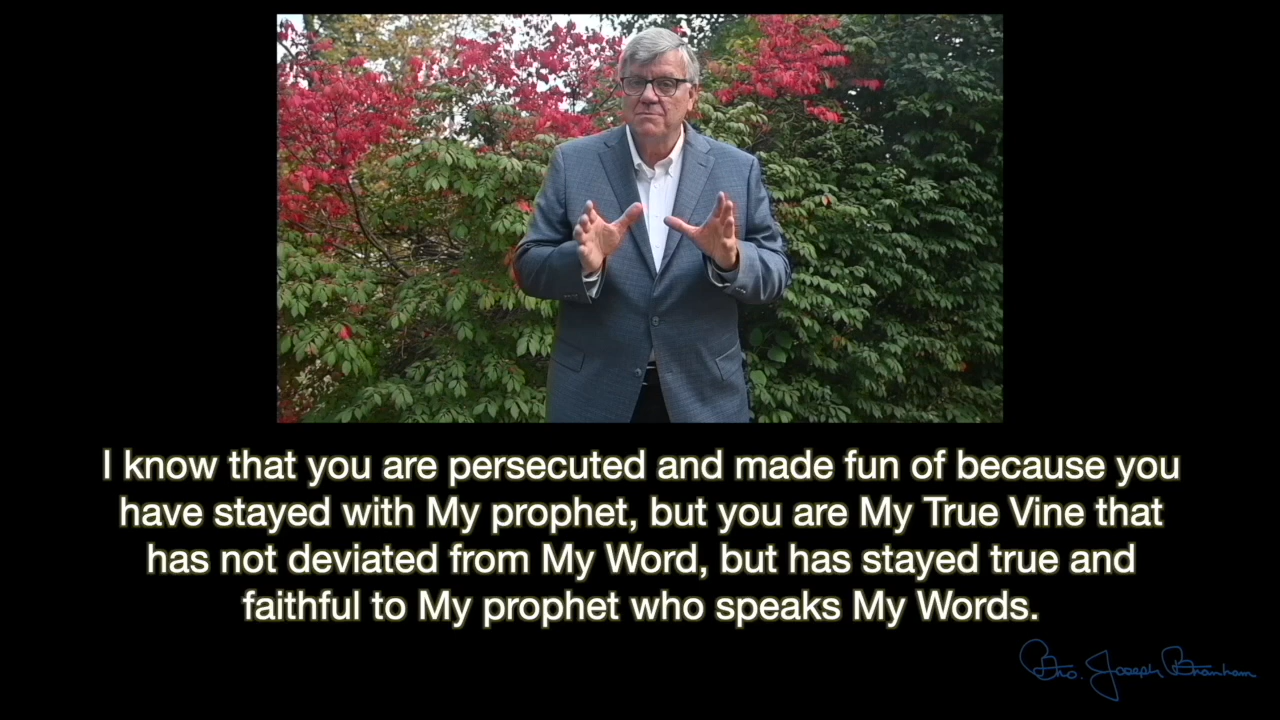 I know that you are persecuted and made fun of because you
have stayed with My prophet, but you are My True Vine that
has not deviated from My Word, but has stayed true and
faithful to My prophet who speaks My Words.
Bro. Joseph Branham